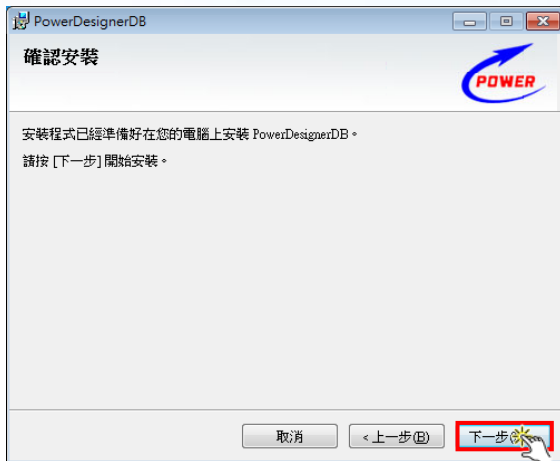 PowerDesignerDB
確認安裝
POWER
安裝程式已經準備好在您的電腦上安裝 PowerDesignerDB。
請按 [下一步] 開始安裝。
取消
<上一步(B)
下一步